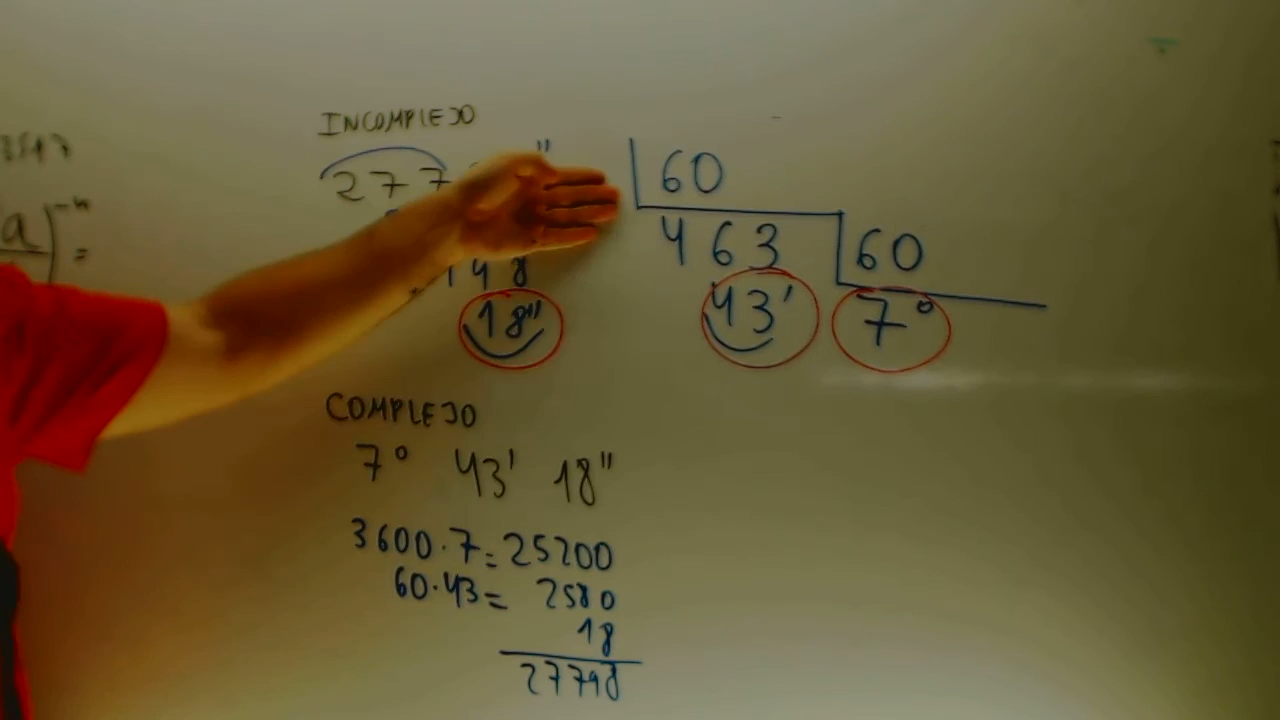 INCOMPLEJO
277 " 60
463 60
148
18" 43' 7°
COMPLEJO
7° 43' 18"
3600·7=25200
60·43= 2580
18
27798